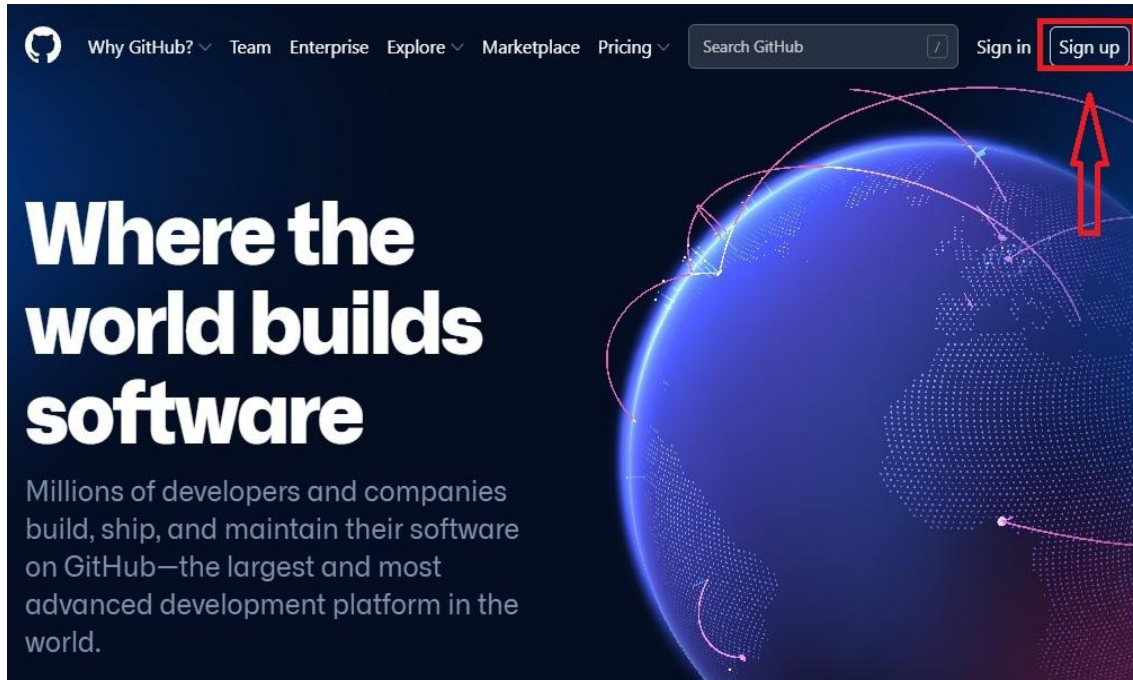 Why GitHub? Team Enterprise Explore Marketplace Pricing Search GitHub / Sign in Sign up
Where the
world builds
software
Millions of developers and companies
build, ship, and maintain their software
on GitHub—the largest and most
advanced development platform in the
world.